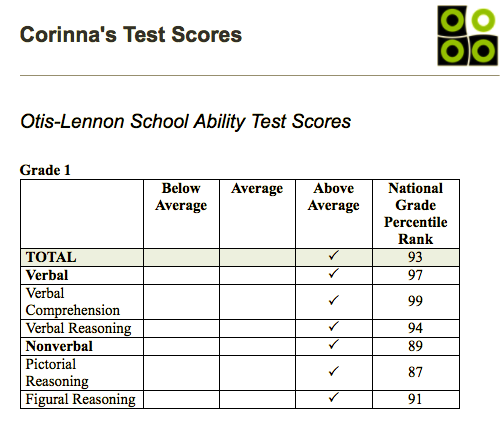 Corinna's Test Scores
Otis-Lennon School Ability Test Scores
Grade 1
Below Average Average Above Average National Grade Percentile Rank
TOTAL ✓ 93
Verbal ✓ 97
Verbal Comprehension ✓ 99
Verbal Reasoning ✓ 94
Nonverbal ✓ 89
Pictorial Reasoning ✓ 87
Figural Reasoning ✓ 91